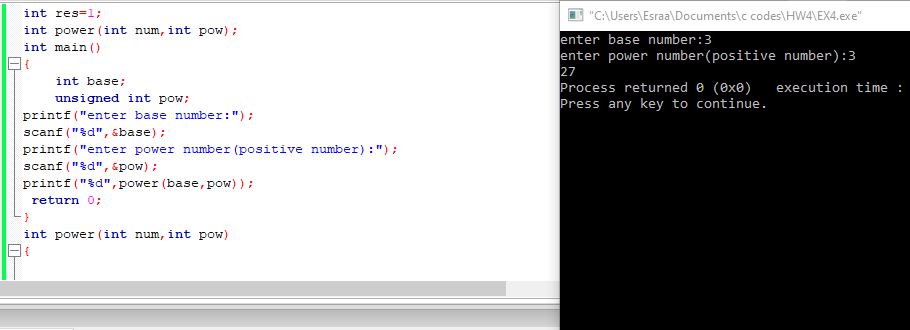 int res=1;
int power(int num,int pow);
int main()
{
int base;
unsigned int pow;
printf("enter base number:");
scanf("%d",&base);
printf("enter power number(positive number):");
scanf("%d",&pow);
printf("%d",power(base,pow));
return 0;
}
int power(int num,int pow)
{
"C:\Users\Esraa\Documents\c codes\HW4\EX4.exe"
enter base number:3
enter power number(positive number):3
27
Process returned 0 (0x0)   execution time :
Press any key to continue.